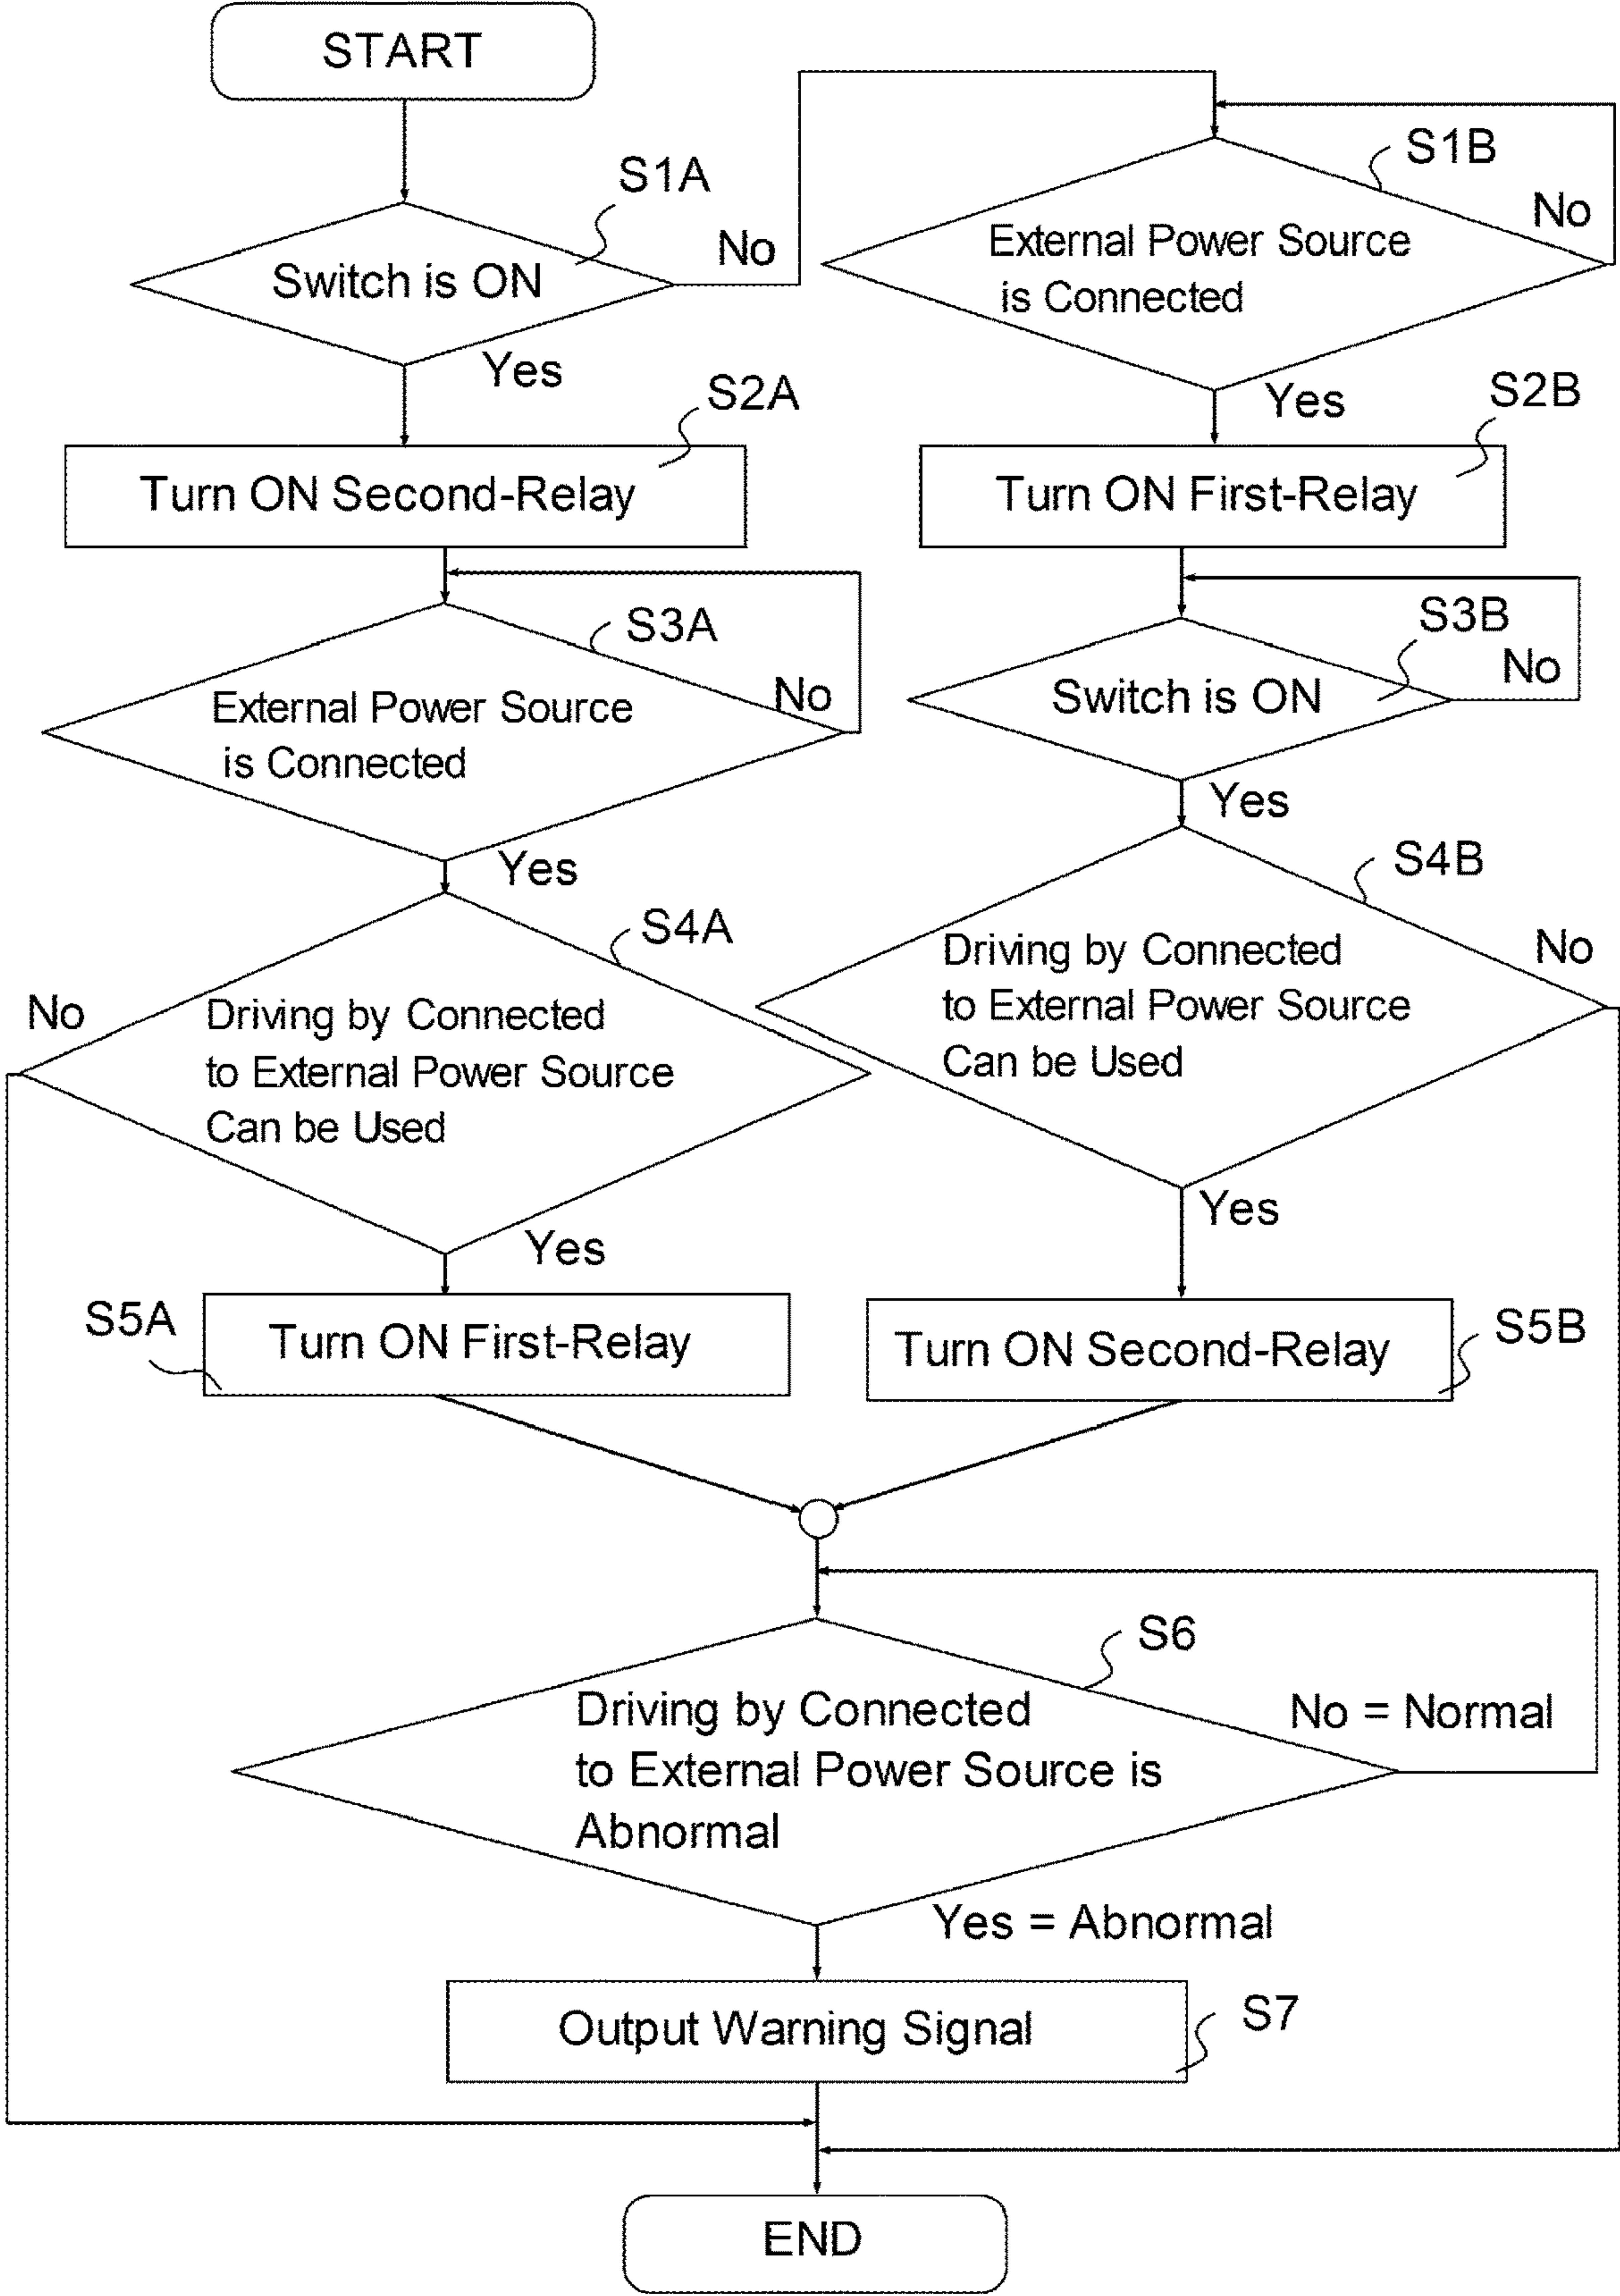 START
S1A
Switch is ON
No
Yes
S1B
No
External Power Source
is Connected
Yes
S2A
Turn ON Second-Relay
S2B
Turn ON First-Relay
S3A
No
External Power Source
is Connected
Yes
S3B
No
Switch is ON
Yes
S4A
No
Driving by Connected
to External Power Source
Can be Used
Yes
S4B
No
Driving by Connected
to External Power Source
Can be Used
Yes
S5A
Turn ON First-Relay
S5B
Turn ON Second-Relay
S6
No = Normal
Driving by Connected
to External Power Source is
Abnormal
Yes = Abnormal
Output Warning Signal
S7
END